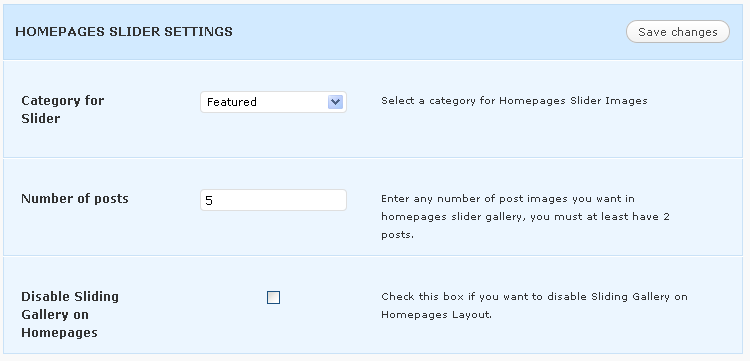 HOMEPAGES SLIDER SETTINGS
Save changes
Category for
Slider
Featured
Select a category for Homepages Slider Images
Number of posts
5
Enter any number of post images you want in
homepages slider gallery, you must at least have 2
posts.
Disable Sliding
Gallery on
Homepages
Check this box if you want to disable Sliding Gallery on
Homepages Layout.